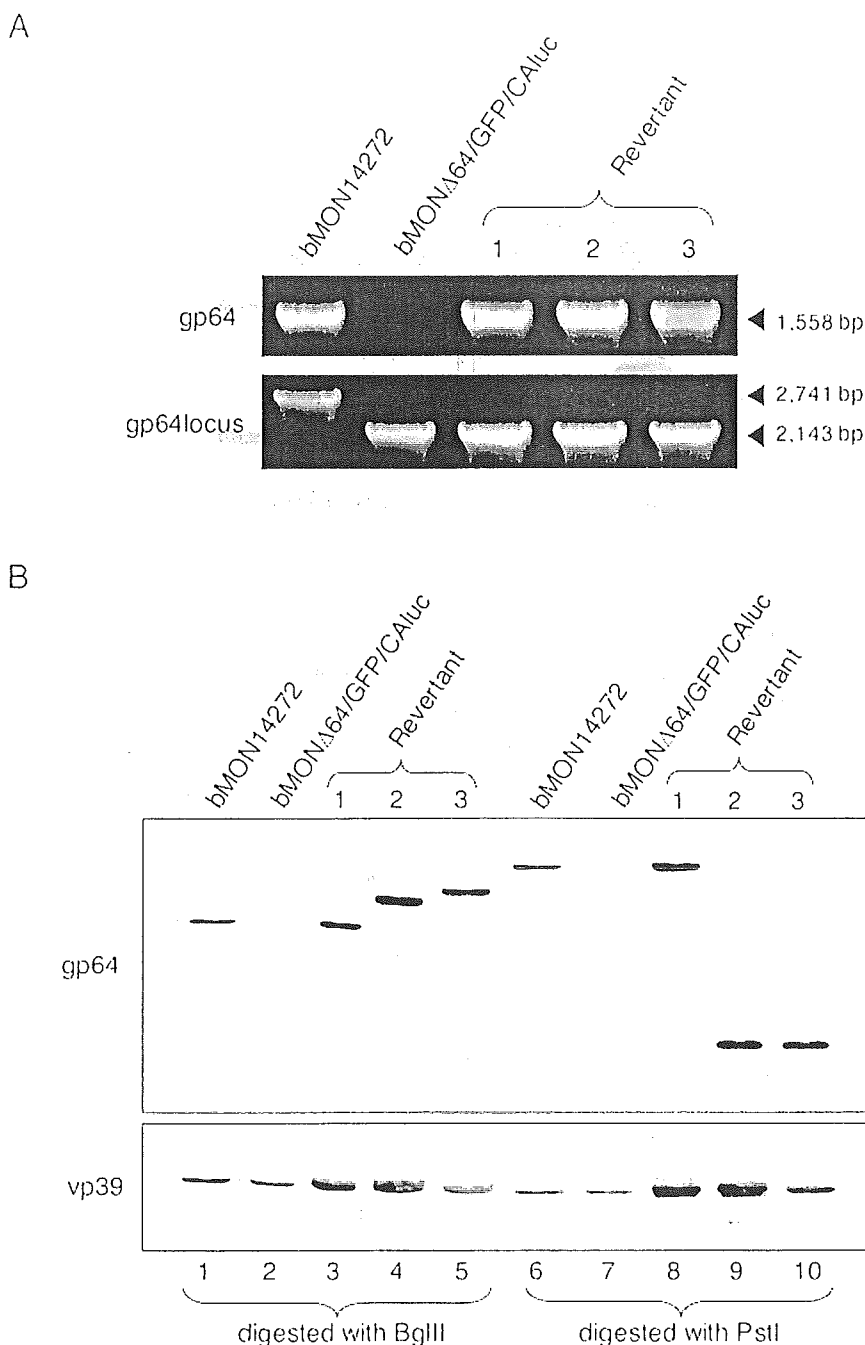 A
bMON14272
bMONΔ64/GFP/CAluc
Revertant
1 2 3
gp64
1,558 bp
gp64locus
2,741 bp
2,143 bp
B
bMON14272
bMONΔ64/GFP/CAluc
Revertant
1 2 3
bMON14272
bMONΔ64/GFP/CAluc
Revertant
1 2 3
gp64
vp39
1 2 3 4 5 6 7 8 9 10
digested with BglII
digested with PstI